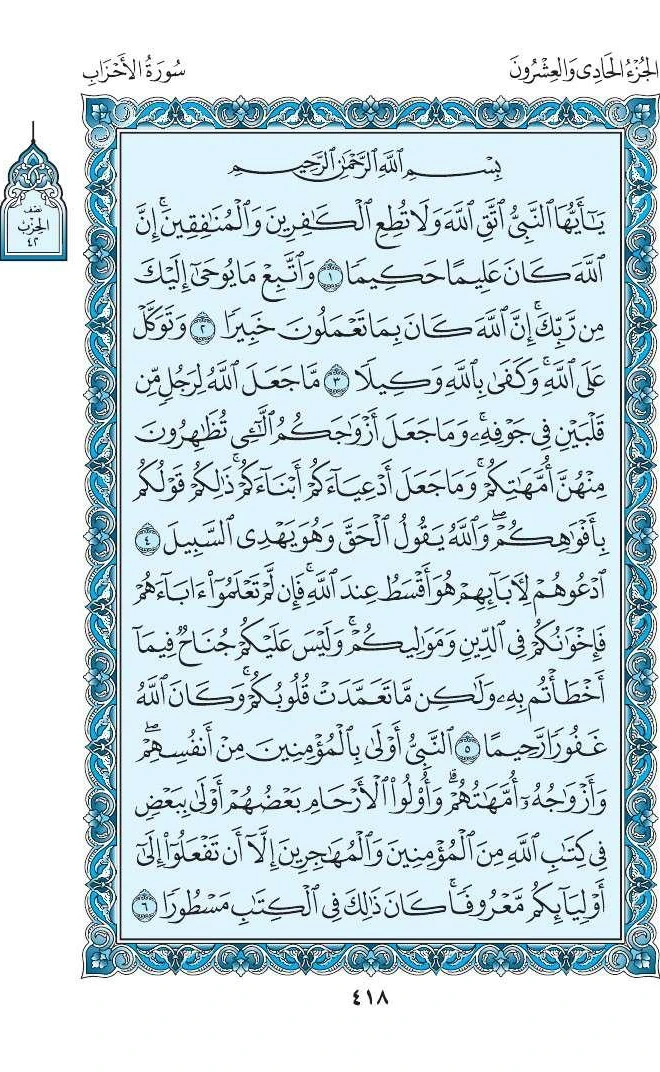 الجُزْءُ الحَادِي وَالعِشْرُونَ
سُورَةُ الأَحْزَابِ
نصف
الحزب
٤٢
بِسْمِ ٱللَّهِ ٱلرَّحْمَٰنِ ٱلرَّحِيمِ
يَٰٓأَيُّهَا ٱلنَّبِيُّ ٱتَّقِ ٱللَّهَ وَلَا تُطِعِ ٱلْكَٰفِرِينَ وَٱلْمُنَٰفِقِينَۚ إِنَّ
ٱللَّهَ كَانَ عَلِيمًا حَكِيمًا ١ وَٱتَّبِعْ مَا يُوحَىٰٓ إِلَيْكَ
مِن رَّبِّكَۚ إِنَّ ٱللَّهَ كَانَ بِمَا تَعْمَلُونَ خَبِيرًا ٢ وَتَوَكَّلْ
عَلَى ٱللَّهِۚ وَكَفَىٰ بِٱللَّهِ وَكِيلًا ٣ مَّا جَعَلَ ٱللَّهُ لِرَجُلٍ مِّن
قَلْبَيْنِ فِي جَوْفِهِۦۚ وَمَا جَعَلَ أَزْوَٰجَكُمُ ٱلَّٰٓـِٔي تُظَٰهِرُونَ
مِنْهُنَّ أُمَّهَٰتِكُمْۚ وَمَا جَعَلَ أَدْعِيَآءَكُمْ أَبْنَآءَكُمْۚ ذَٰلِكُمْ قَوْلُكُم
بِأَفْوَٰهِكُمْۖ وَٱللَّهُ يَقُولُ ٱلْحَقَّ وَهُوَ يَهْدِي ٱلسَّبِيلَ ٤
ٱدْعُوهُمْ لِأٓبَآئِهِمْ هُوَ أَقْسَطُ عِندَ ٱللَّهِۚ فَإِن لَّمْ تَعْلَمُوٓا۟ ءَابَآءَهُمْ
فَإِخْوَٰنُكُمْ فِي ٱلدِّينِ وَمَوَٰلِيكُمْۚ وَلَيْسَ عَلَيْكُمْ جُنَاحٌ فِيمَآ
أَخْطَأْتُم بِهِۦ وَلَٰكِن مَّا تَعَمَّدَتْ قُلُوبُكُمْۚ وَكَانَ ٱللَّهُ
غَفُورًا رَّحِيمًا ٥ ٱلنَّبِيُّ أَوْلَىٰ بِٱلْمُؤْمِنِينَ مِنْ أَنفُسِهِمْۖ
وَأَزْوَٰجُهُۥٓ أُمَّهَٰتُهُمْۗ وَأُو۟لُوا۟ ٱلْأَرْحَامِ بَعْضُهُمْ أَوْلَىٰ بِبَعْضٍ
فِي كِتَٰبِ ٱللَّهِ مِنَ ٱلْمُؤْمِنِينَ وَٱلْمُهَٰجِرِينَ إِلَّآ أَن تَفْعَلُوٓا۟ إِلَىٰٓ
أَوْلِيَآئِكُم مَّعْرُوفًاۚ كَانَ ذَٰلِكَ فِي ٱلْكِتَٰبِ مَسْطُورًا ٦
٤١٨